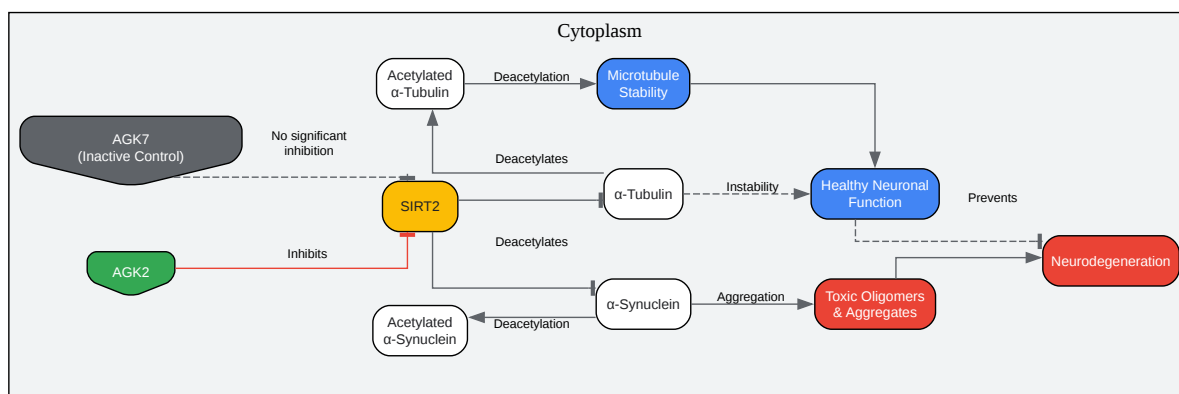 Cytoplasm
Acetylated
α-Tubulin
Deacetylation
Microtubule
Stability
AGK7
(Inactive Control)
No significant
inhibition
Deacetylates
SIRT2
α-Tubulin
Instability
Healthy Neuronal
Function
Prevents
AGK2
Inhibits
Deacetylates
Neurodegeneration
α-Synuclein
Aggregation
Toxic Oligomers
& Aggregates
Acetylated
α-Synuclein
Deacetylation